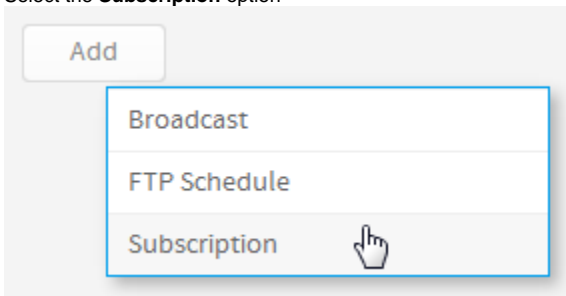 Select the Subscription option
Add
Broadcast
FTP Schedule
Subscription